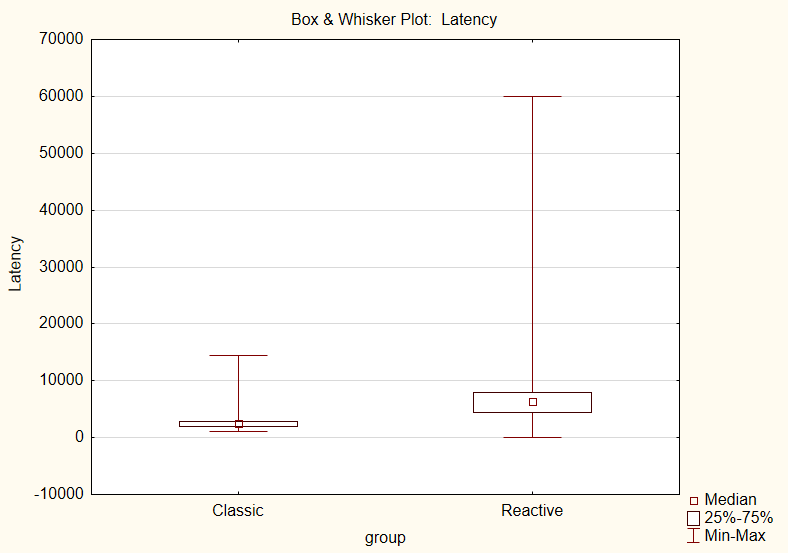 Box & Whisker Plot: Latency
70000
60000
50000
40000
30000
20000
10000
0
-10000
Latency
Classic
Reactive
group
Median
25%-75%
Min-Max